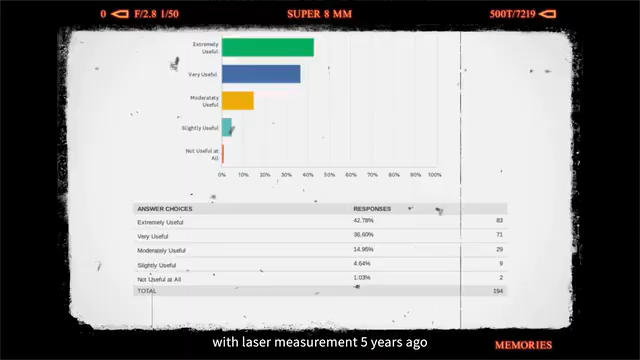 0 F/2.8 1/50 SUPER 8 MM 500T/7219
Extremely
Useful
Very Useful
Moderately
Useful
Slightly Useful
Not Useful at
All
0% 10% 20% 30% 40% 50% 60% 70% 80% 90% 100%
ANSWER CHOICES RESPONSES
Extremely Useful 42.78% 83
Very Useful 36.60% 71
Moderately Useful 14.95% 29
Slightly Useful 4.64% 9
Not Useful at All 1.03% 2
TOTAL 194
with laser measurement 5 years ago
MEMORIES